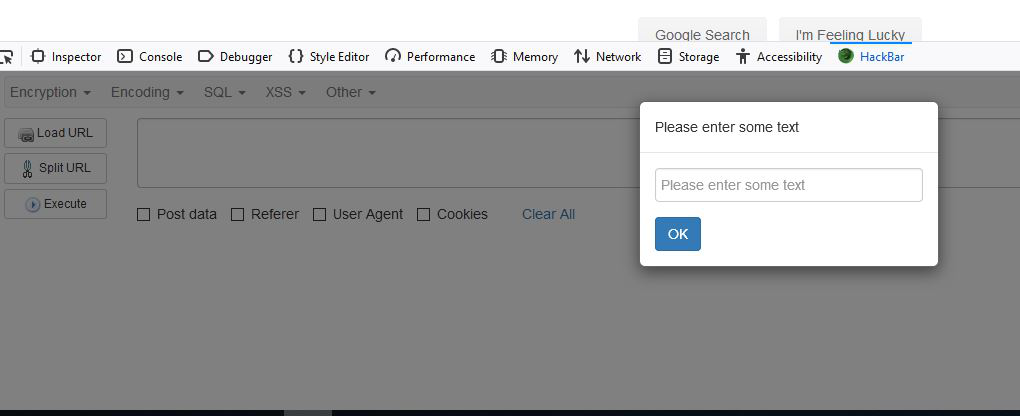 Google Search I'm Feeling Lucky
Inspector Console Debugger Style Editor Performance Memory Network Storage Accessibility HackBar
Encryption Encoding SQL XSS Other
Please enter some text
Load URL
Split URL
Please enter some text
Execute
Post data Referer User Agent Cookies Clear All
OK